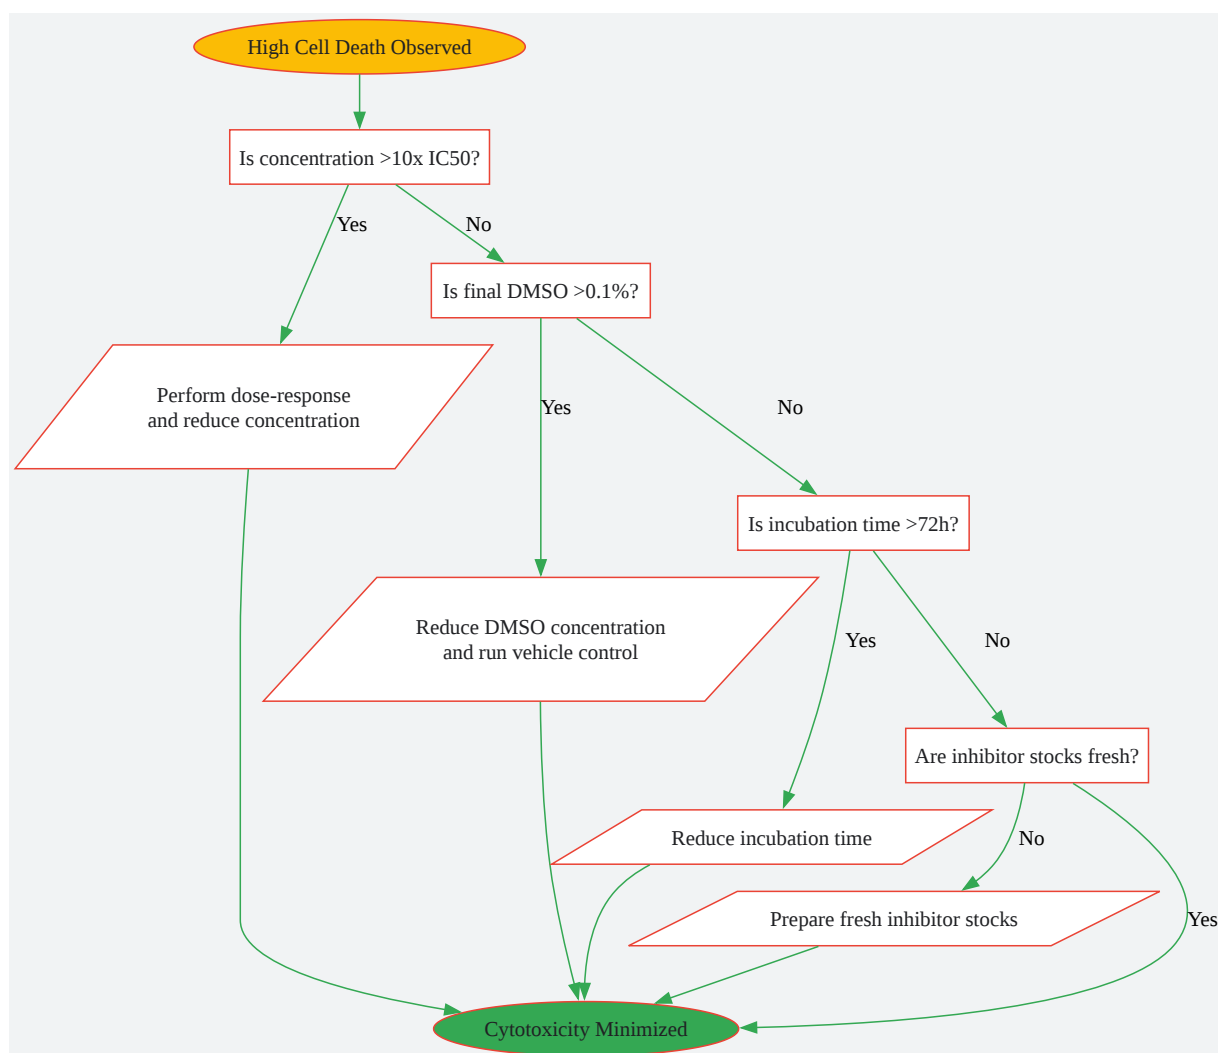 High Cell Death Observed
Is concentration >10x IC50?
Yes
No
Is final DMSO >0.1%?
Perform dose-response
and reduce concentration
Yes
No
Is incubation time >72h?
Reduce DMSO concentration
and run vehicle control
Yes
No
Are inhibitor stocks fresh?
Reduce incubation time
No
Prepare fresh inhibitor stocks
Yes
Cytotoxicity Minimized